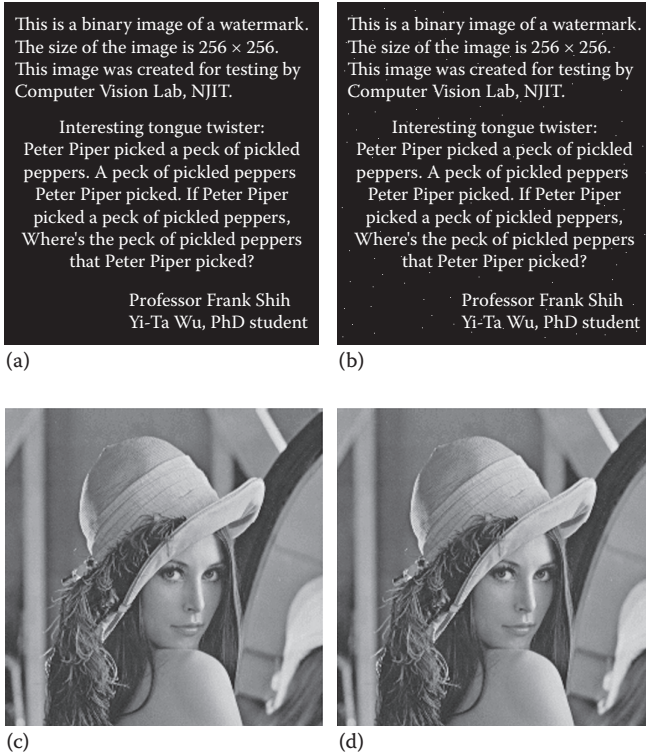 This is a binary image of a watermark.
The size of the image is 256 × 256.
This image was created for testing by
Computer Vision Lab, NJIT.
Interesting tongue twister:
Peter Piper picked a peck of pickled
peppers. A peck of pickled peppers
Peter Piper picked. If Peter Piper
picked a peck of pickled peppers,
Where's the peck of pickled peppers
that Peter Piper picked?
Professor Frank Shih
Yi-Ta Wu, PhD student
(a)
This is a binary image of a watermark.
The size of the image is 256 × 256.
This image was created for testing by
Computer Vision Lab, NJIT.
Interesting tongue twister:
Peter Piper picked a peck of pickled
peppers. A peck of pickled peppers
Peter Piper picked. If Peter Piper
picked a peck of pickled peppers,
Where's the peck of pickled peppers
that Peter Piper picked?
Professor Frank Shih
Yi-Ta Wu, PhD student
(b)
(c)
(d)